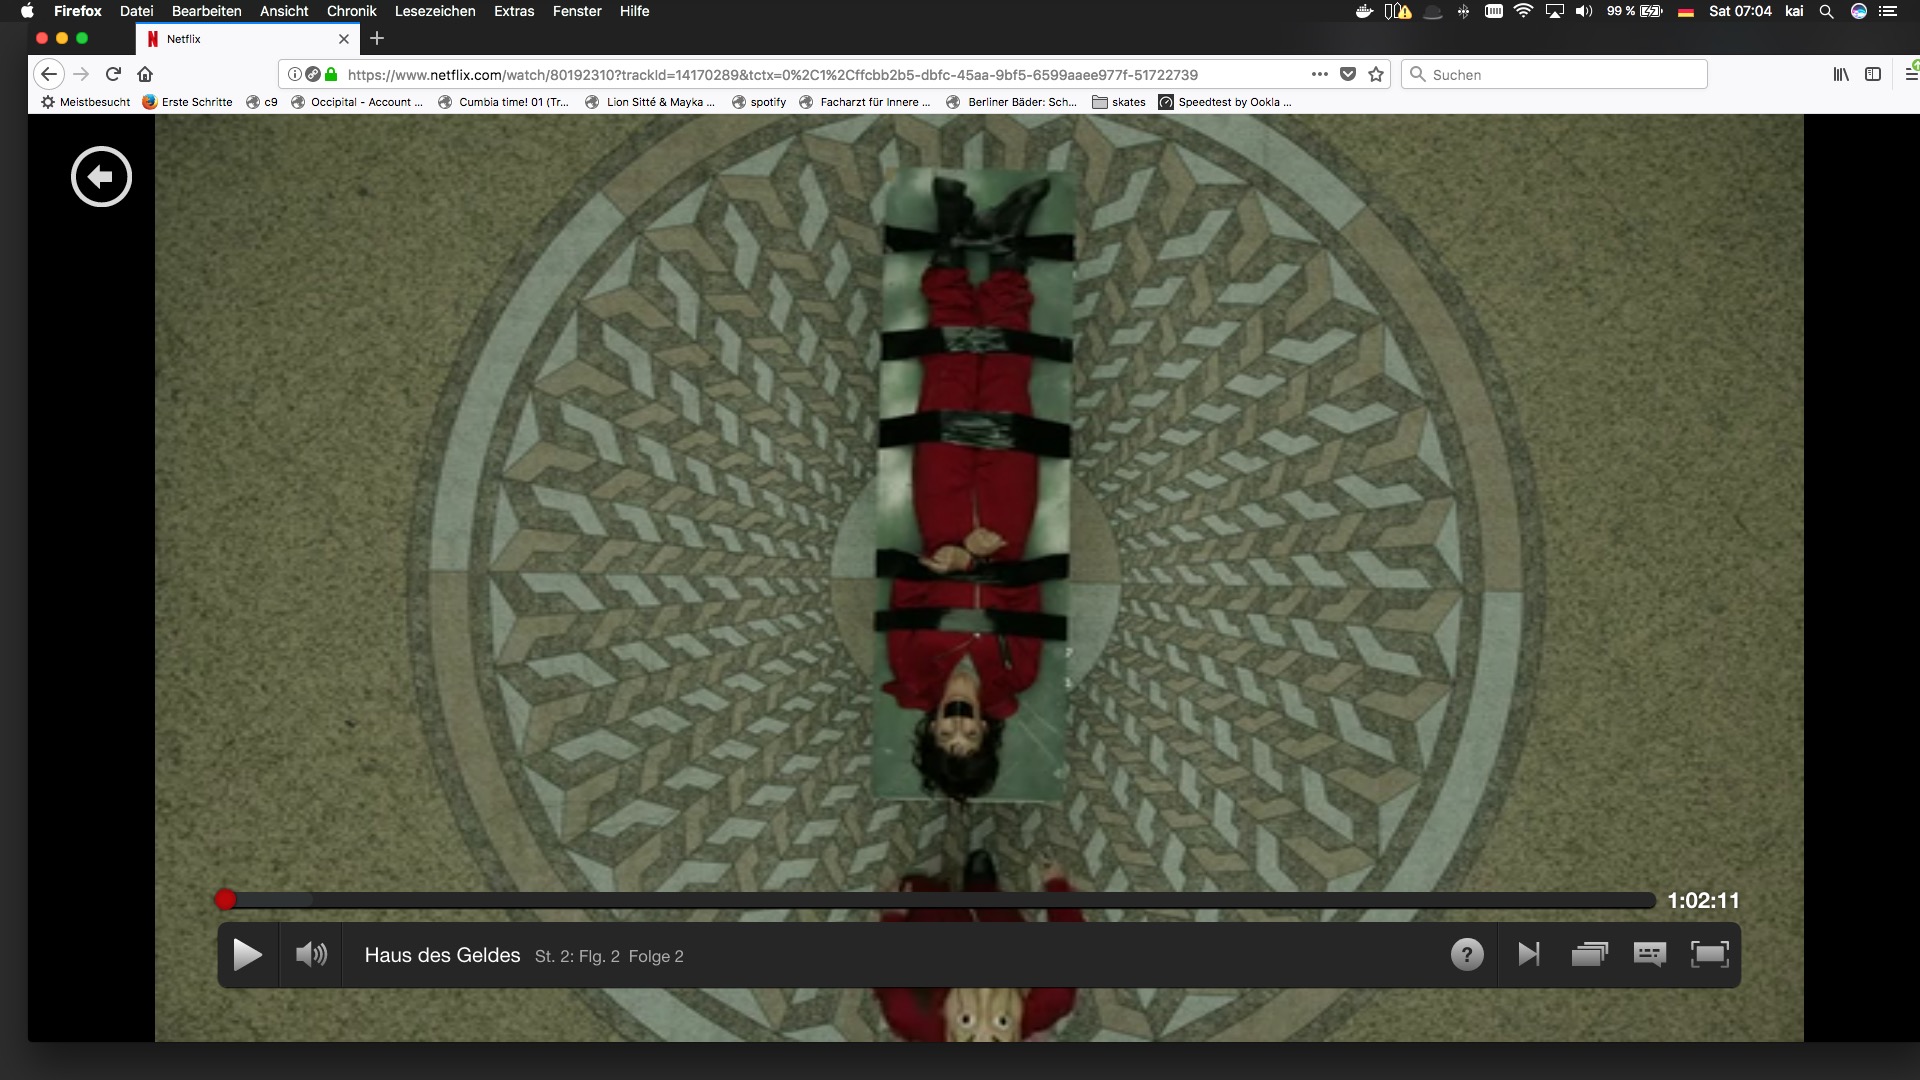 Firefox Datei Bearbeiten Ansicht Chronik Lesezeichen Extras Fenster Hilfe 99 % Sat 07:04 kai
Netflix
https://www.netflix.com/watch/80192310?trackId=14170289&tctx=0%2C1%2Cffcbb2b5-dbfc-45aa-9bf5-6599aaee977f-51722739 Suchen
Meistbesucht Erste Schritte c9 Occipital - Account ... Cumbia time! 01 (Tr... Lion Sitté & Mayka ... spotify Facharzt für Innere ... Berliner Bäder: Sch... skates Speedtest by Ookla ...
1:02:11
Haus des Geldes St. 2: Flg. 2 Folge 2 ?